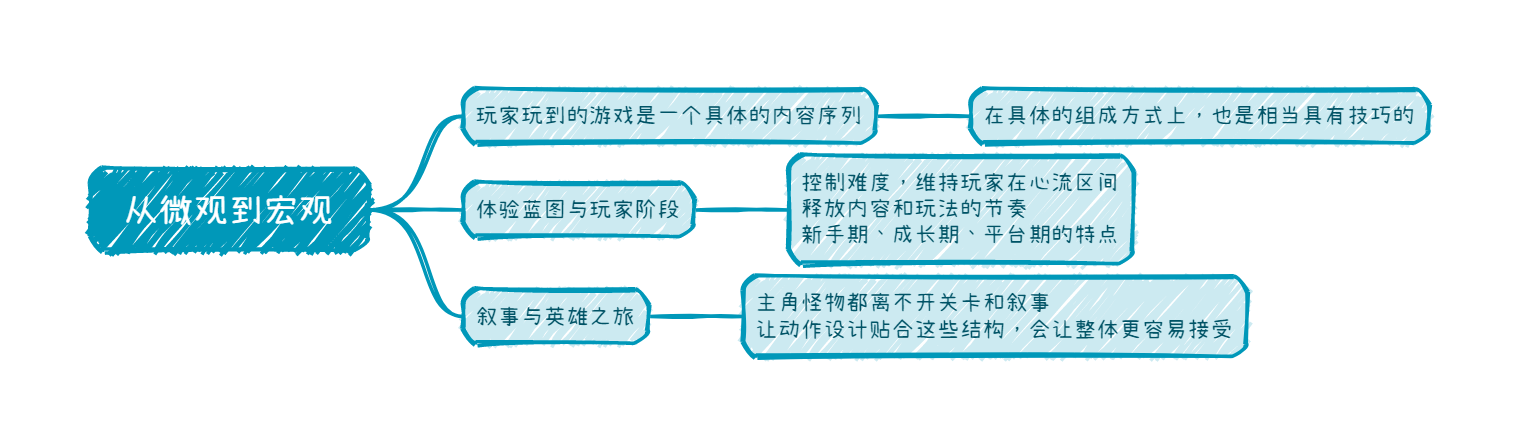 从微观到宏观
玩家玩到的游戏是一个具体的内容序列
在具体的组成方式上，也是相当具有技巧的
体验蓝图与玩家阶段
控制难度，维持玩家在心流区间
释放内容和玩法的节奏
新手期、成长期、平台期的特点
叙事与英雄之旅
主角怪物都离不开关卡和叙事
让动作设计贴合这些结构，会让整体更容易接受